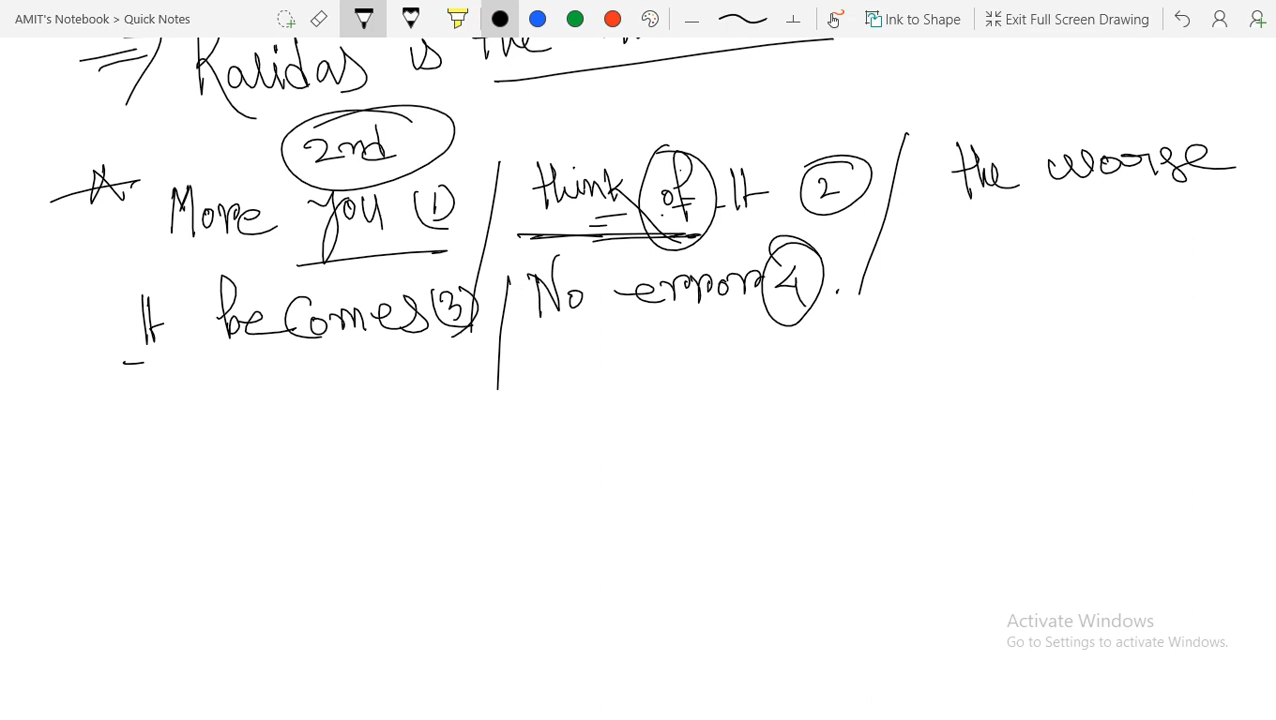 AMIT's Notebook > Quick Notes
Ink to Shape
Exit Full Screen Drawing
⇒ Kalidas is the
2nd
More you (1) / think of It (2) / the worse
It becomes (3) / No error (4).
Activate Windows
Go to Settings to activate Windows.